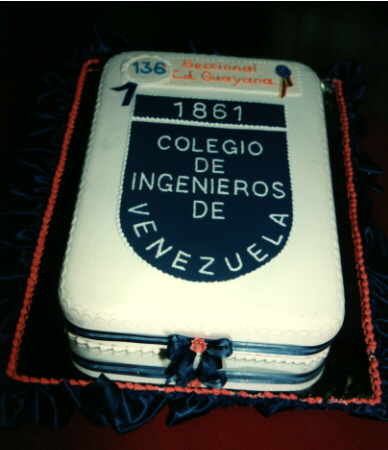 136 Seccional
Cd. Guayana
1861
COLEGIO
DE
INGENIEROS
DE
VENEZUELA